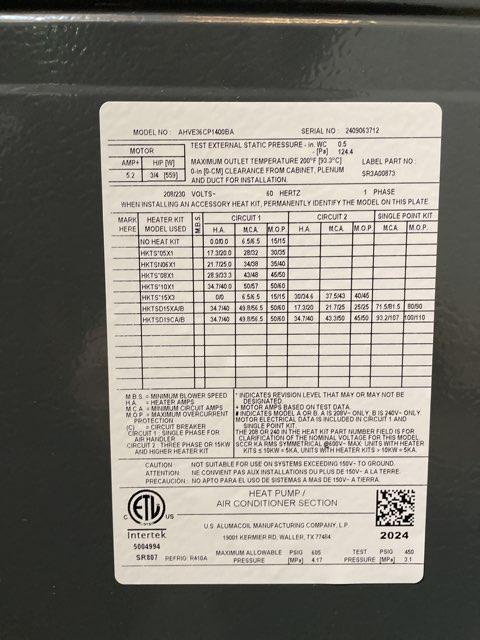 MODEL NO : AHVE36CP1400BA SERIAL NO : 2409063712
MOTOR
AMP+ H/P [W]
5.2 3/4 [559]
TEST EXTERNAL STATIC PRESSURE - in. WC 0.5
- [Pa] 124.4
MAXIMUM OUTLET TEMPERATURE 200°F [93.3°C]
0-in [0-CM] CLEARANCE FROM CABINET, PLENUM
AND DUCT FOR INSTALLATION.
LABEL PART NO :
SR3A00873
208/230 VOLTS~ 60 HERTZ 1 PHASE
WHEN INSTALLING AN ACCESSORY HEAT KIT, PERMANENTLY IDENTIFY THE MODEL ON THIS PLATE.
MARK HERE HEATER KIT MODEL USED M.B.S. CIRCUIT 1 CIRCUIT 2 SINGLE POINT KIT
H.A. M.C.A. M.O.P H.A. M.C.A. M.O.P M.C.A. M.O.P
NO HEAT KIT 0.0/0.0 6.5/6.5 15/15
HKTS*05X1 17.3/20.0 28/32 30/35
HKTSN06X1 21.7/25.0 34/38 35/40
HKTS*08X1 28.9/33.3 43/48 45/50
HKTS*10X1 34.7/40.0 50/57 50/60
HKTS*15X3 0/0 6.5/6.5 15/15 30/34.6 37.5/43 40/45
HKTSD15XA/B 34.7/40 49.8/56.5 50/60 17.3/20 21.7/25 25/25 71.5/81.5 80/90
HKTSD19CA/B 34.7/40 49.8/56.5 50/60 34.7/40 43.3/50 45/50 93.2/107 100/110
M.B.S. = MINIMUM BLOWER SPEED
H.A. = HEATER AMPS
M.C.A = MINIMUM CIRCUIT AMPS
M.O.P = MAXIMUM OVERCURRENT
PROTECTION
(C) = CIRCUIT BREAKER
CIRCUIT 1 : SINGLE PHASE FOR
AIR HANDLER
CIRCUIT 2 : THREE PHASE OR 15KW
AND HIGHER HEATER KIT
* INDICATES REVISION LEVEL THAT MAY OR MAY NOT BE
DESIGNATED.
+ MOTOR AMPS BASED ON TEST DATA.
# INDICATES MODEL A OR B. A IS 208V~ ONLY, B IS 240V~ ONLY.
MOTOR ELECTRICAL DATA IS INCLUDED IN CIRCUIT 1 AND
SINGLE POINT KIT.
THE 208 OR 240 IN THE HEAT KIT PART NUMBER FIELD IS FOR
CLARIFICATION OF THE NOMINAL VOLTAGE FOR THIS MODEL
SCCR KA RMS SYMMETRICAL @600V~ MAX: UNITS WITH HEATER
KITS ≤ 10KW = 5KA, UNITS WITH HEATER KITS > 10KW = 5KA.
CAUTION : NOT SUITABLE FOR USE ON SYSTEMS EXCEEDING 150V~ TO GROUND.
ATTENTION : NE CONVIENT PAS AUX INSTALLATIONS DE PLUS DE 150V~ A LA TERRE.
PRECAUCIÓN : NO APTO PARA EL USO DE SISTEMAS DE MAS DE 150V~ A TIERRA.
ETL
C US
Intertek
5004994
SR807
HEAT PUMP /
AIR CONDITIONER SECTION
U.S. ALUMACOIL MANUFACTURING COMPANY, L.P.
19001 KERMIER RD, WALLER, TX 77484
2024
REFRIG: R410A MAXIMUM ALLOWABLE PRESSURE PSIG 605 TEST PRESSURE PSIG 450
[MPa] 4.17 [MPa] 3.1